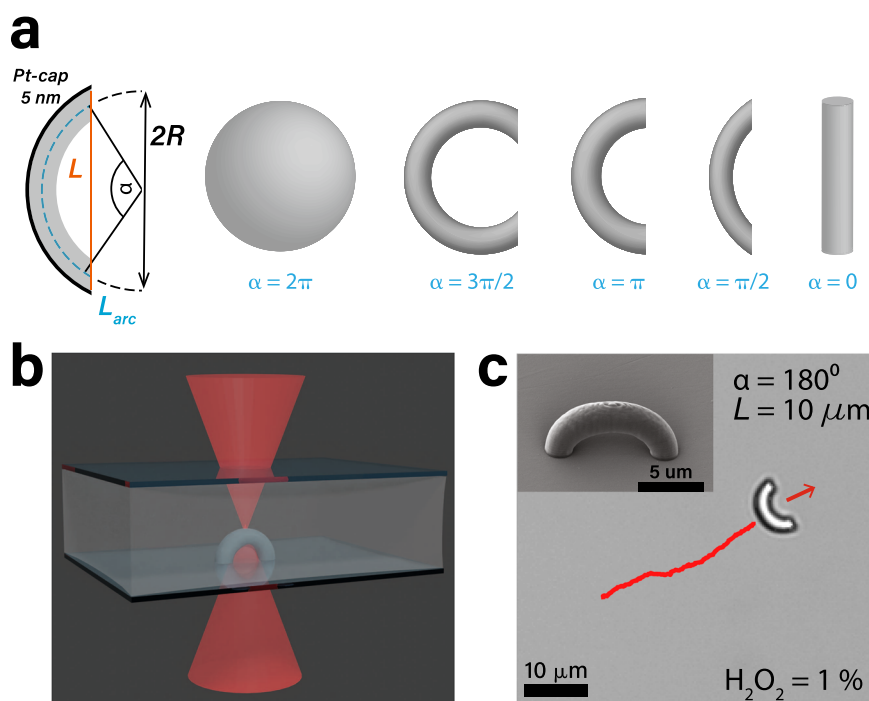 a
Pt-cap
5 nm
2R
L
α
L_arc
α = 2π
α = 3π/2
α = π
α = π/2
α = 0
b
c
α = 180⁰
L = 10 μm
5 um
10 μm
H₂O₂ = 1 %